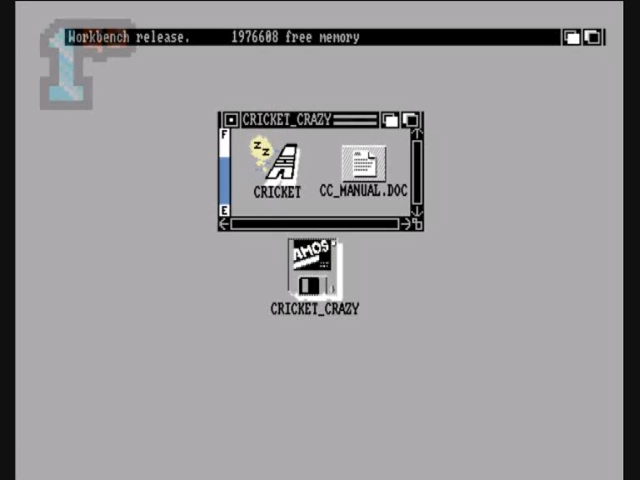 Workbench release. 1976608 free memory
CRICKET_CRAZY
F
Z Z
CRICKET
CC_MANUAL.DOC
E
AMOS
CRICKET_CRAZY